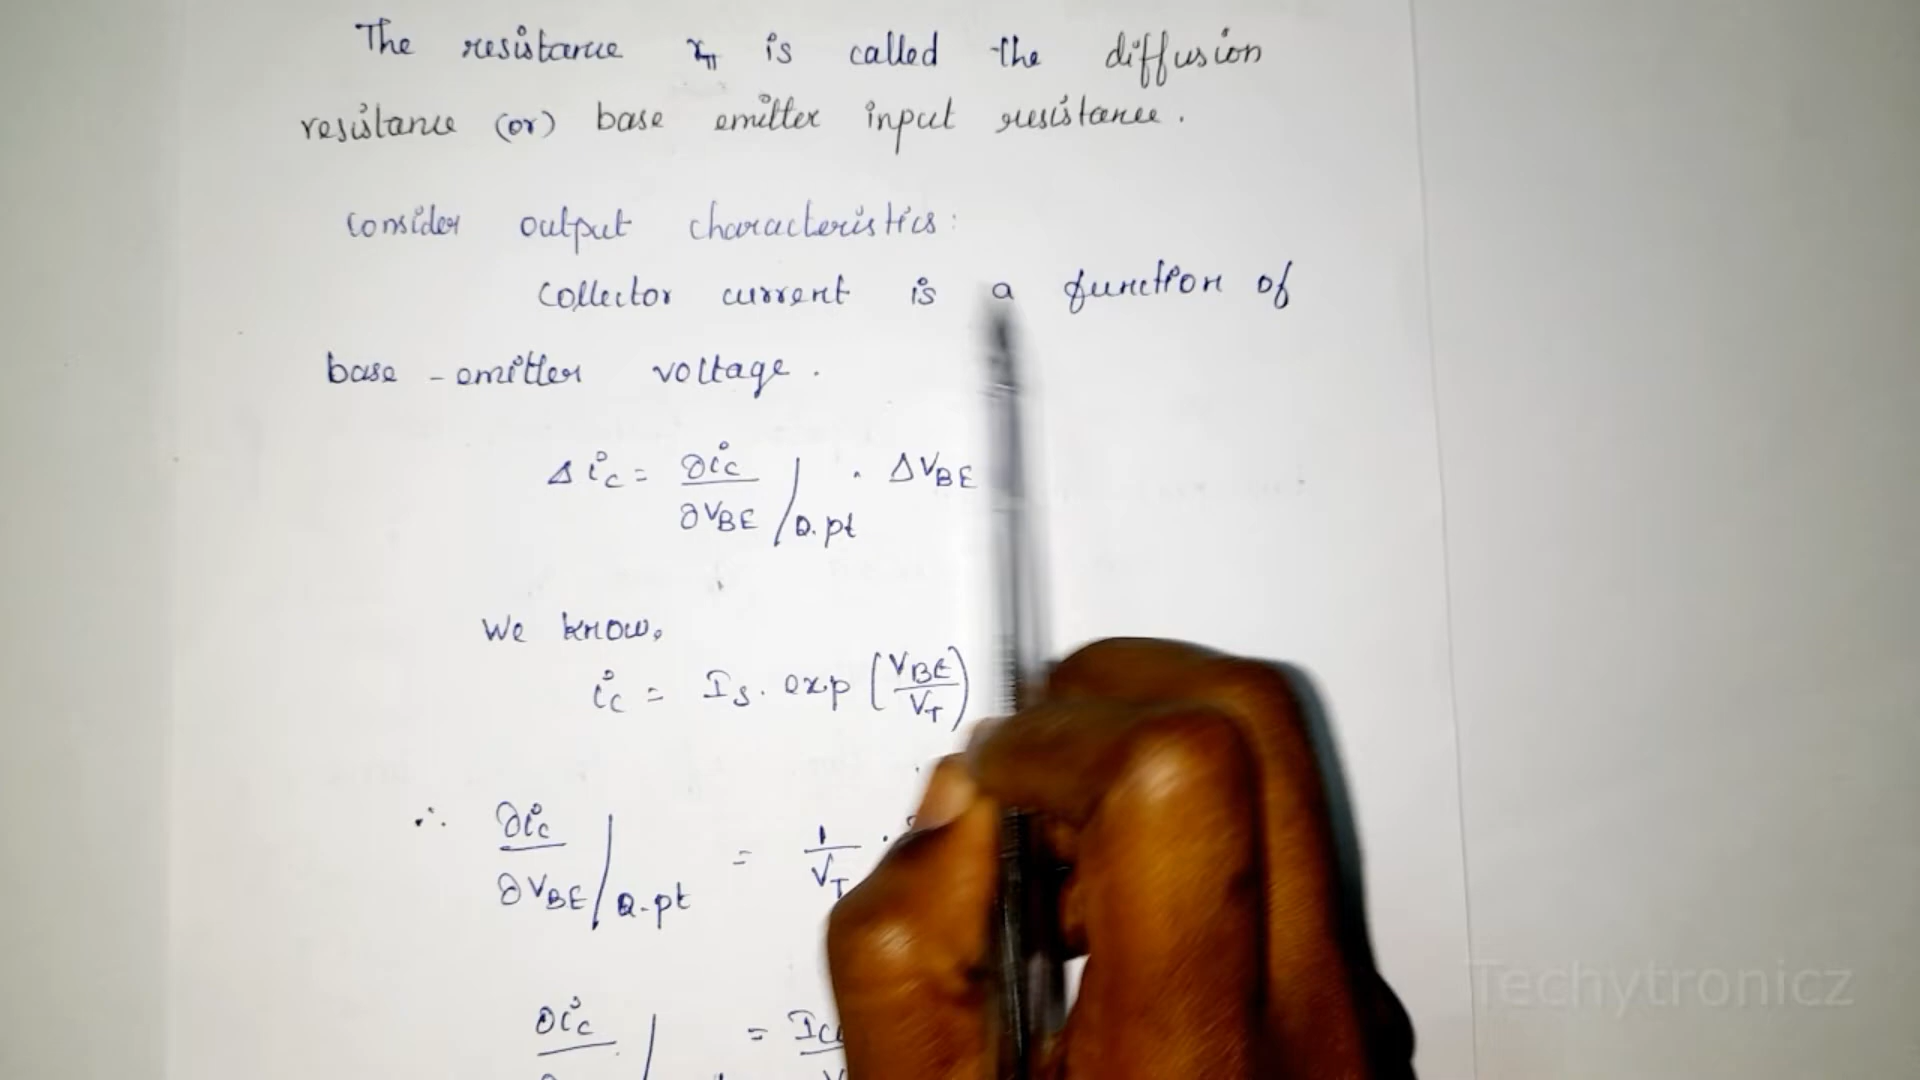 The resistance rπ is called the diffusion
resistance (or) base emitter input resistance.
Consider output characteristics:
Collector current is a function of
base - emitter voltage.
Δ ic = ∂ic / ∂VBE | Q.pt . ΔVBE
We know,
ic = Is. exp (VBE / VT)
∴ ∂ic / ∂VBE | Q.pt = 1 / VT .
∂ic = IC
Techytronicz